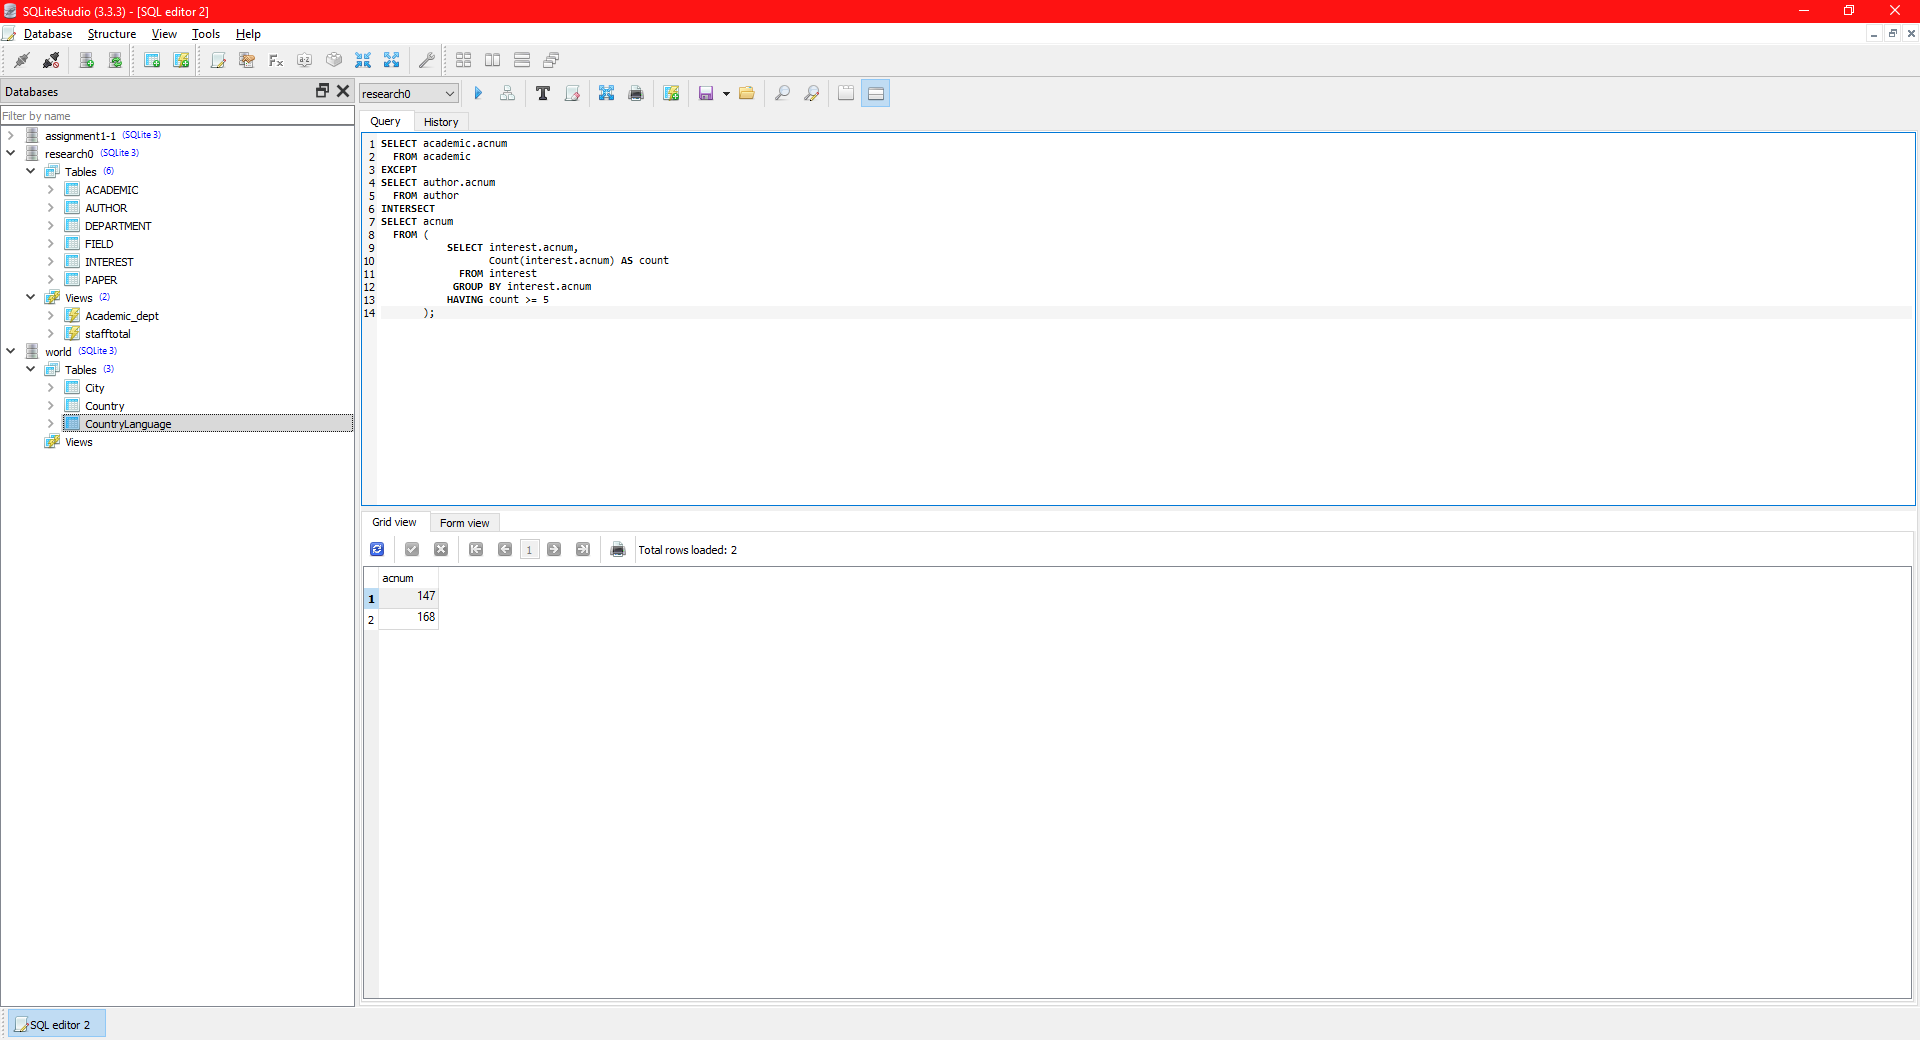 SQLiteStudio (3.3.3) - [SQL editor 2]
Database Structure View Tools Help
Databases
Filter by name
assignment1-1 (SQLite 3)
research0 (SQLite 3)
Tables (6)
ACADEMIC
AUTHOR
DEPARTMENT
FIELD
INTEREST
PAPER
Views (2)
Academic_dept
stafftotal
world (SQLite 3)
Tables (3)
City
Country
CountryLanguage
Views
research0
Query History
1 SELECT academic.acnum
2 FROM academic
3 EXCEPT
4 SELECT author.acnum
5 FROM author
6 INTERSECT
7 SELECT acnum
8 FROM (
9 SELECT interest.acnum,
10 Count(interest.acnum) AS count
11 FROM interest
12 GROUP BY interest.acnum
13 HAVING count >= 5
14 );
Grid view Form view
1 Total rows loaded: 2
acnum
1 147
2 168
SQL editor 2